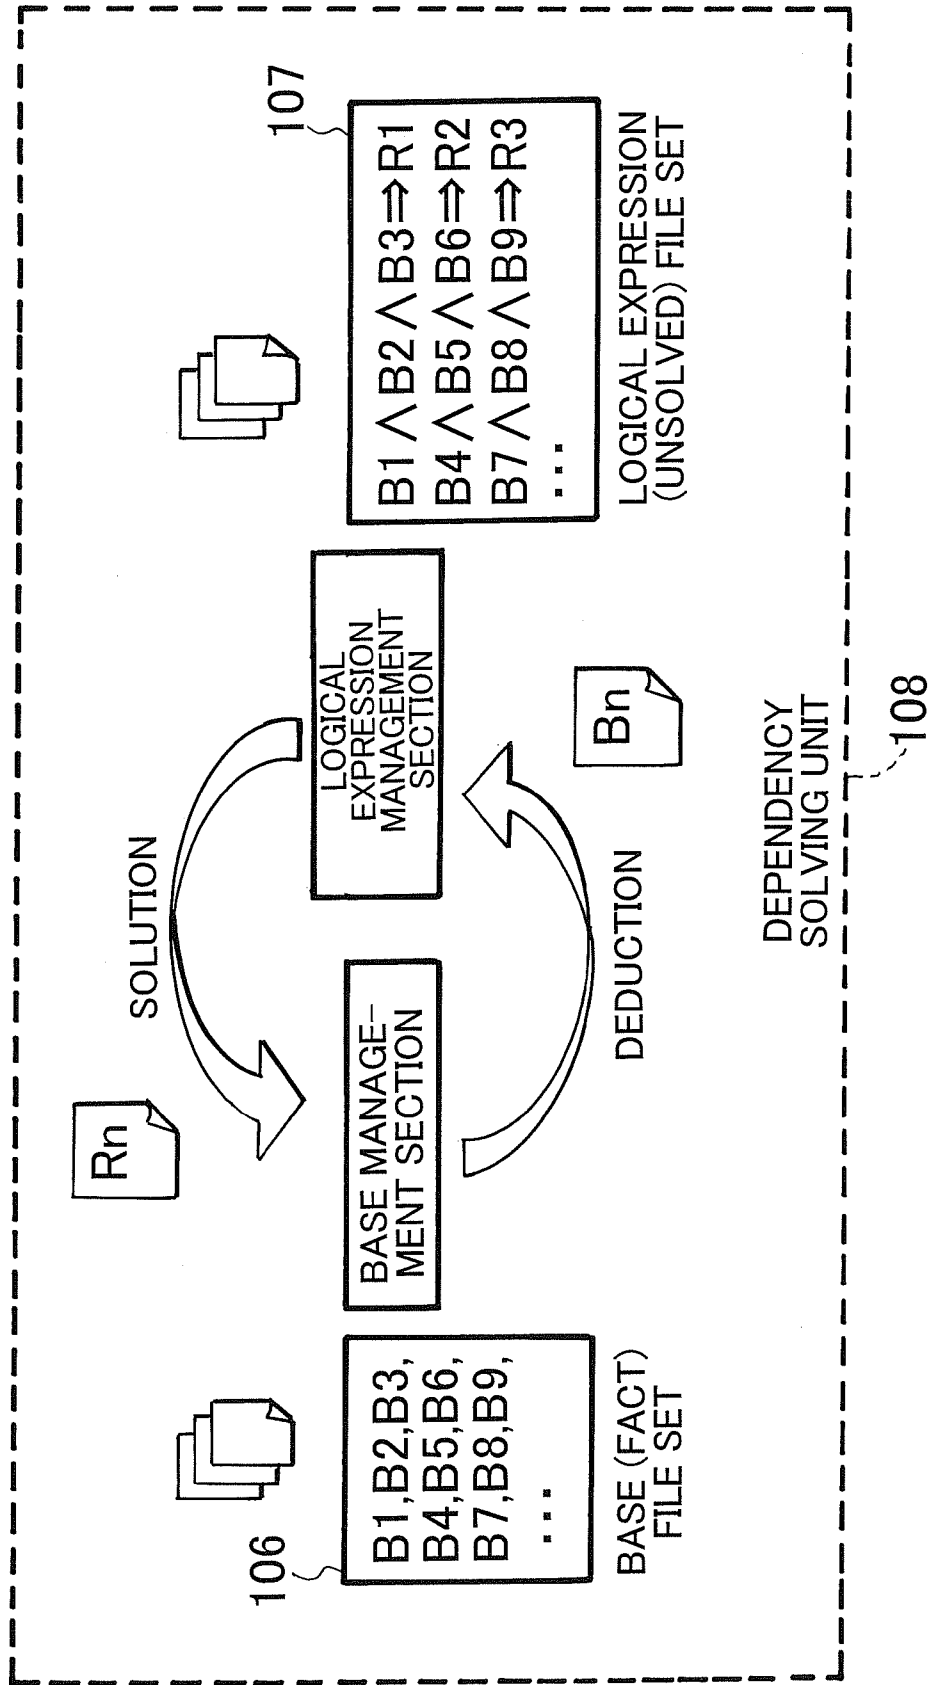 106
B1,B2,B3,
B4,B5,B6,
B7,B8,B9,
...
BASE (FACT)
FILE SET
Rn
SOLUTION
BASE MANAGE-
MENT SECTION
DEDUCTION
LOGICAL
EXPRESSION
MANAGEMENT
SECTION
Bn
107
B1∧B2∧B3⇒R1
B4∧B5∧B6⇒R2
B7∧B8∧B9⇒R3
...
LOGICAL EXPRESSION
(UNSOLVED) FILE SET
DEPENDENCY
SOLVING UNIT
108